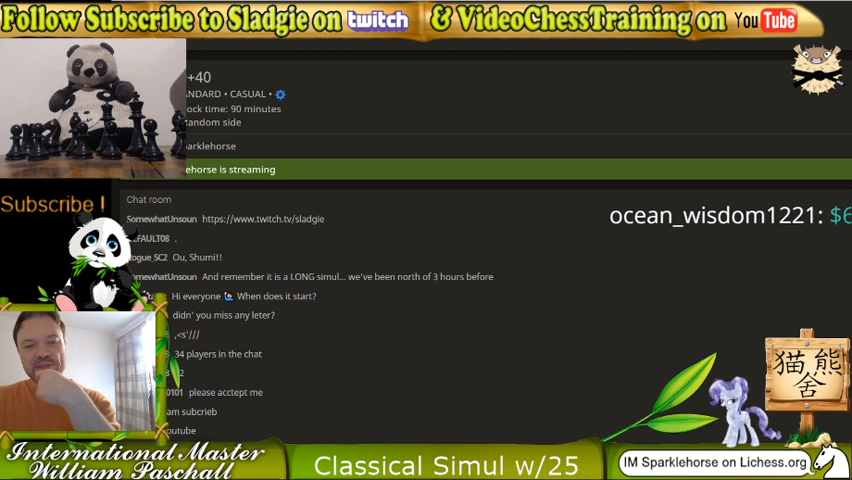 Follow Subscribe to Sladgie on twitch & VideoChessTraining on YouTube
+40
NDARD • CASUAL •
ock time: 90 minutes
andom side
parklehorse
ehorse is streaming
Chat room
SomewhatUnsoun https://www.twitch.tv/sladgie
EFAULT08 .
ogue_SC2 Ou, Shumi!!
omewhatUnsoun And remember it is a LONG simul... we've been north of 3 hours before
Hi everyone When does it start?
didn' you miss any leter?
,<s'///
34 players in the chat
2
0101 please acctept me
am subcrieb
outube
Subscribe !
ocean_wisdom1221: $6
猫熊
舍
International Master
William Paschall
Classical Simul w/25
IM Sparklehorse on Lichess.org